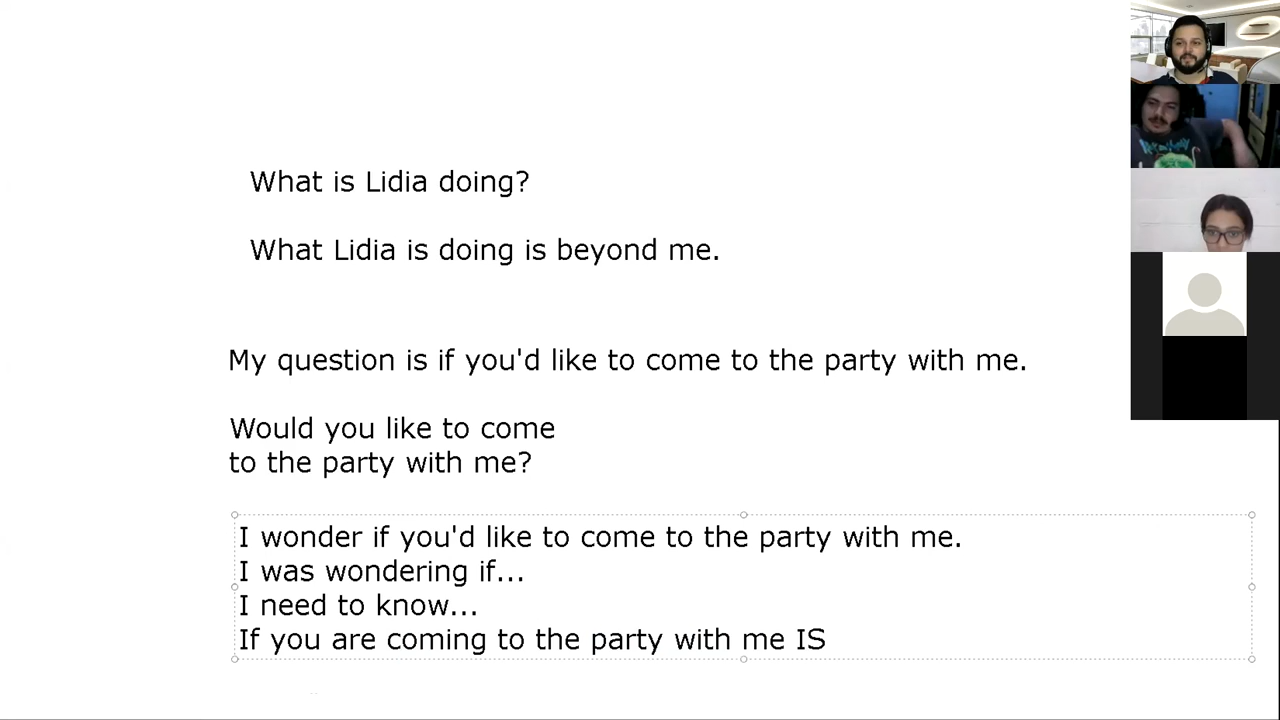 What is Lidia doing?
What Lidia is doing is beyond me.
My question is if you'd like to come to the party with me.
Would you like to come
to the party with me?
I wonder if you'd like to come to the party with me.
I was wondering if...
I need to know...
If you are coming to the party with me IS